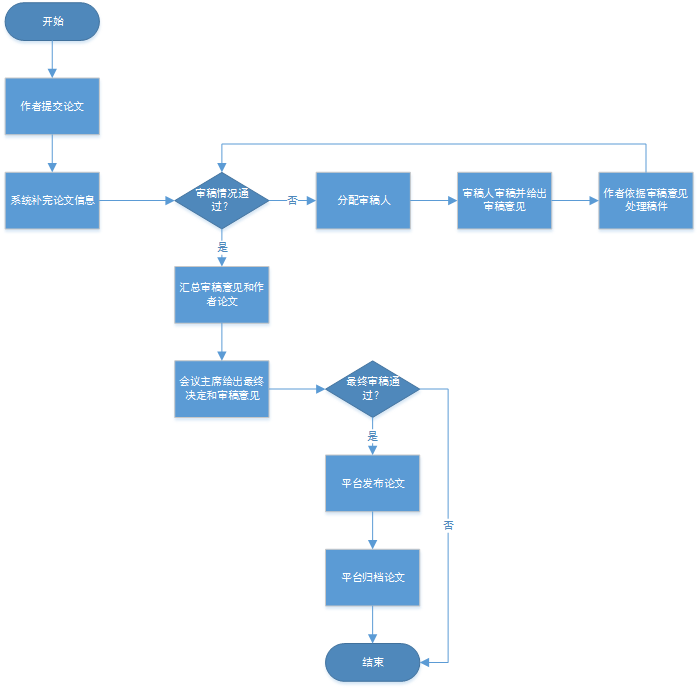 开始
作者提交论文
系统补完论文信息
审稿情况通
过？
否
分配审稿人
审稿人审稿并给出
审稿意见
作者依据审稿意见
处理稿件
是
汇总审稿意见和作
者论文
会议主席给出最终
决定和审稿意见
最终审稿通
过？
是
平台发布论文
否
平台归档论文
结束